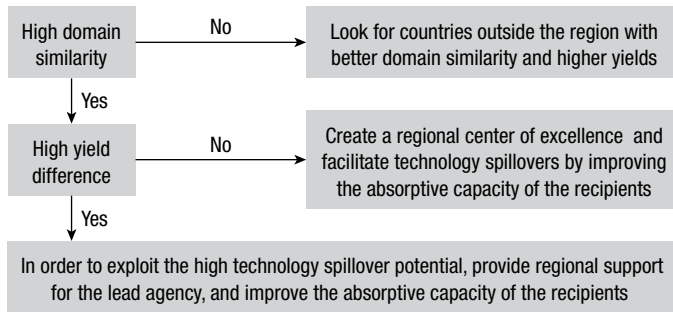 High domain
similarity
No
Look for countries outside the region with
better domain similarity and higher yields
Yes
High yield
difference
No
Create a regional center of excellence and
facilitate technology spillovers by improving
the absorptive capacity of the recipients
Yes
In order to exploit the high technology spillover potential, provide regional support
for the lead agency, and improve the absorptive capacity of the recipients